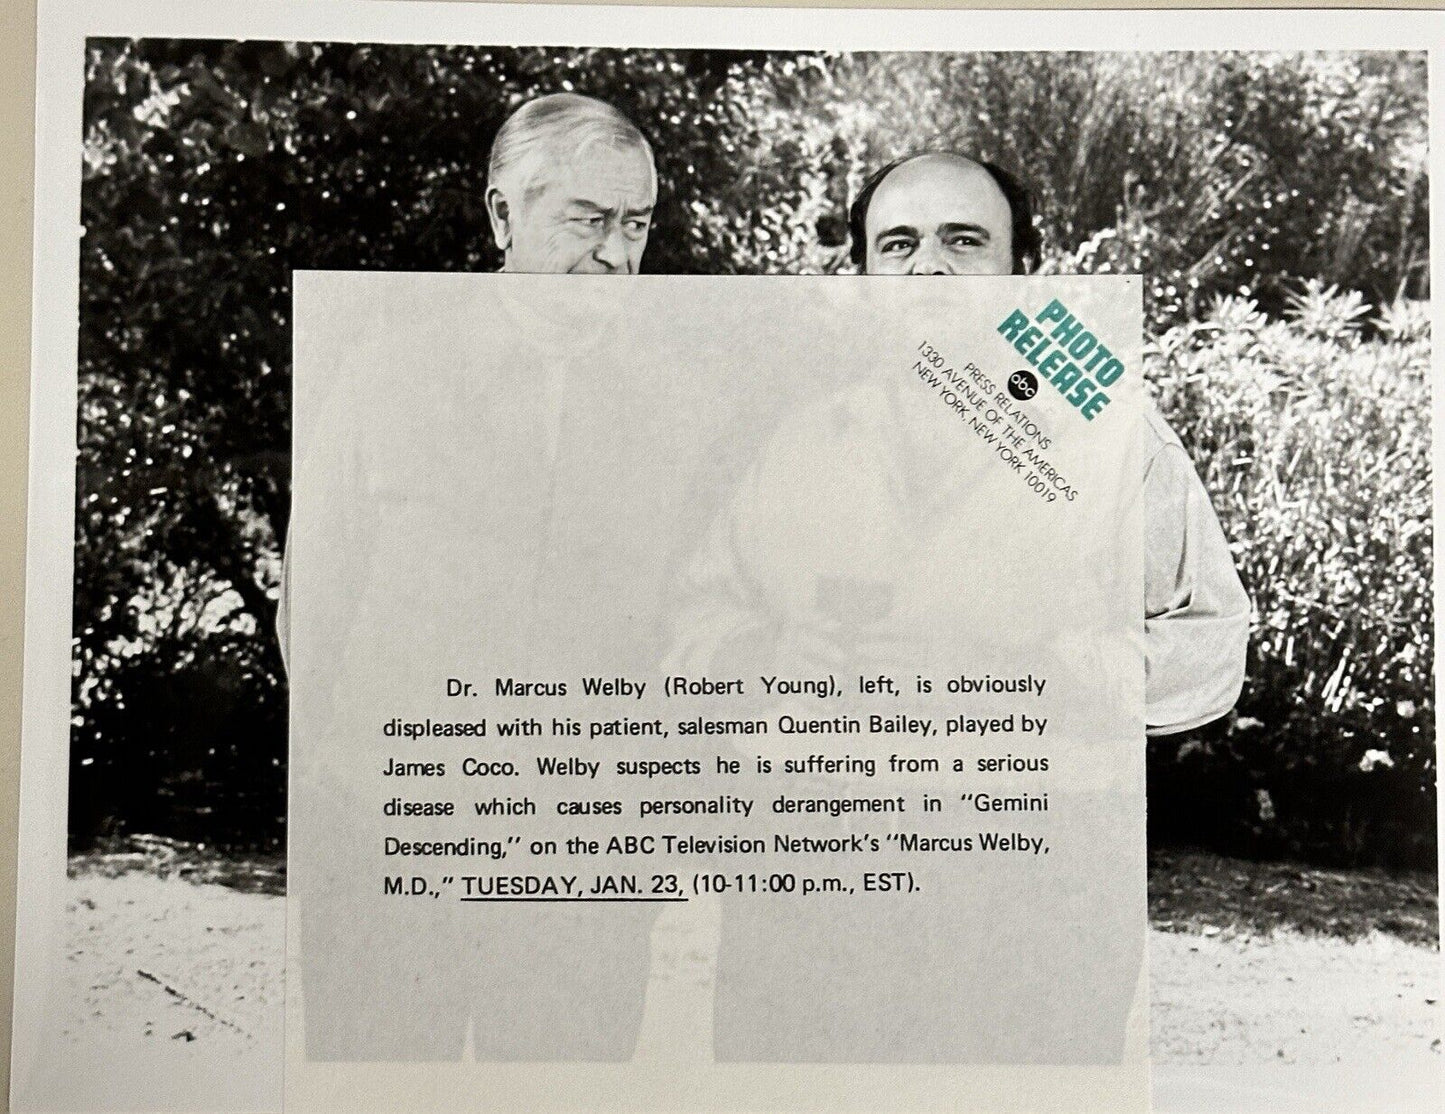 PHOTO
RELEASE
abc
PRESS RELATIONS
1330 AVENUE OF THE AMERICAS
NEW YORK, NEW YORK 10019
Dr. Marcus Welby (Robert Young), left, is obviously
displeased with his patient, salesman Quentin Bailey, played by
James Coco. Welby suspects he is suffering from a serious
disease which causes personality derangement in "Gemini
Descending," on the ABC Television Network's "Marcus Welby,
M.D.," TUESDAY, JAN. 23, (10-11:00 p.m., EST).